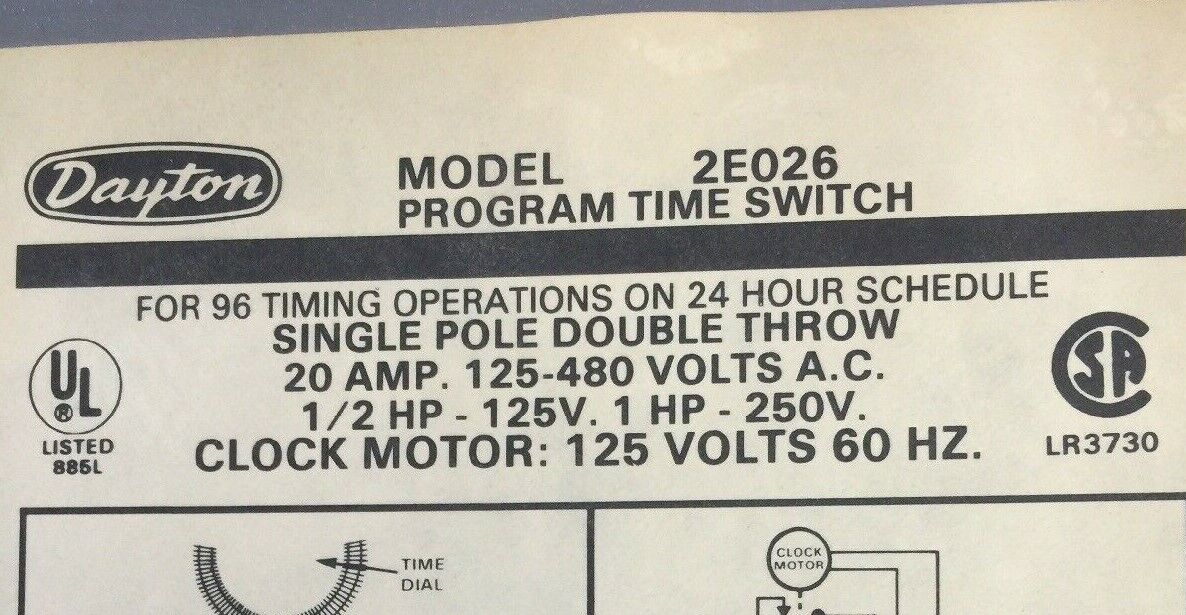 Dayton
MODEL 2E026
PROGRAM TIME SWITCH
FOR 96 TIMING OPERATIONS ON 24 HOUR SCHEDULE
SINGLE POLE DOUBLE THROW
20 AMP. 125-480 VOLTS A.C.
1/2 HP - 125V. 1 HP - 250V.
CLOCK MOTOR: 125 VOLTS 60 HZ.
UL
®
LISTED
885L
SA
LR3730
TIME
DIAL
CLOCK
MOTOR